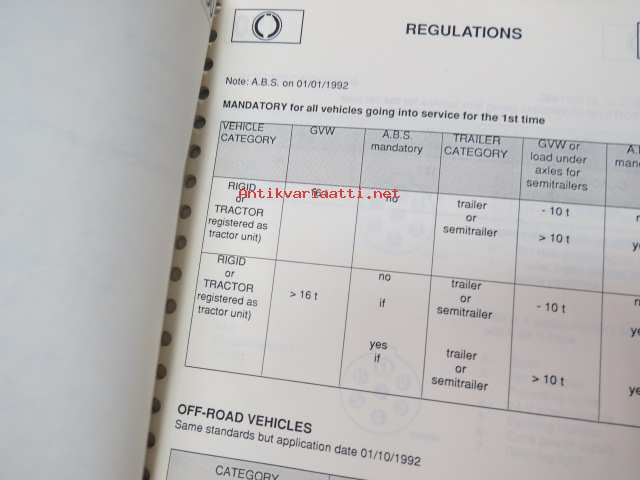 REGULATIONS
Note: A.B.S. on 01/01/1992
MANDATORY for all vehicles going into service for the 1st time
VEHICLE CATEGORY GVW A.B.S. mandatory TRAILER CATEGORY GVW or load under axles for semitrailers
RIGID
or
TRACTOR
registered as
tractor unit)
no
trailer
or
semitrailer
- 10 t
> 10 t
RIGID
or
TRACTOR
registered as
tractor unit)
> 16 t
no
if
trailer
or
semitrailer
- 10 t
yes
if
trailer
or
semitrailer
> 10 t
Antikvariaatti.net
OFF-ROAD VEHICLES
Same standards but application date 01/10/1992
CATEGORY